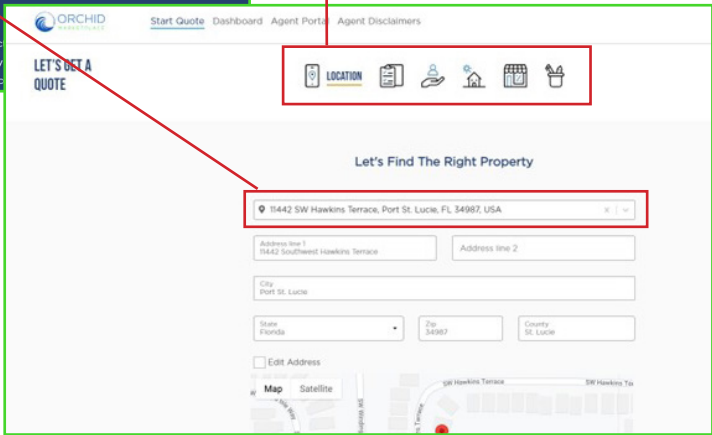 ORCHID
MARKETPLACE
Start Quote Dashboard Agent Portal Agent Disclaimers
LET'S GET A
QUOTE
LOCATION
Let's Find The Right Property
11442 SW Hawkins Terrace, Port St. Lucie, FL 34987, USA
Address line 1
11442 Southwest Hawkins Terrace
Address line 2
City
Port St. Lucie
State
Florida
Zip
34987
County
St. Lucie
Edit Address
Map Satellite
SW Hawkins Terrace
SW Hawkins Ter